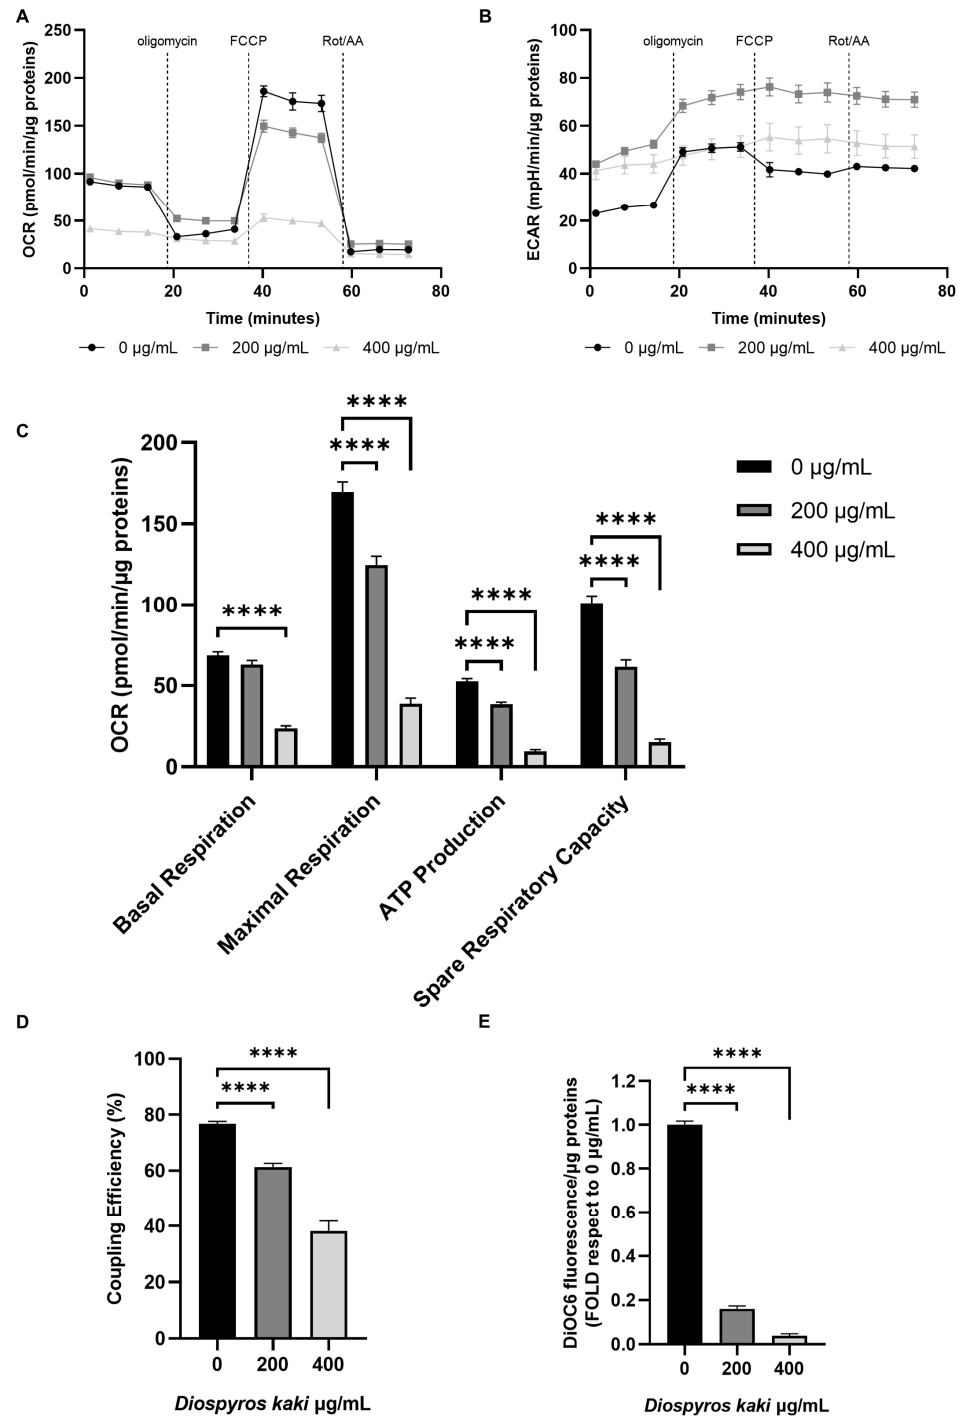 A
B
250
200
150
100
50
0
OCR (pmol/min/µg proteins)
oligomycin
FCCP
Rot/AA
0
20
40
60
80
Time (minutes)
0 µg/mL
200 µg/mL
400 µg/mL
100
80
60
40
20
0
ECAR (mpH/min/µg proteins)
oligomycin
FCCP
Rot/AA
0
20
40
60
80
Time (minutes)
0 µg/mL
200 µg/mL
400 µg/mL
C
200
150
100
50
0
OCR (pmol/min/µg proteins)
****
****
****
****
****
****
****
Basal Respiration
Maximal Respiration
ATP Production
Spare Respiratory Capacity
0 µg/mL
200 µg/mL
400 µg/mL
D
100
80
60
40
20
0
Coupling Efficiency (%)
****
****
0
200
400
Diospyros kaki µg/mL
E
1.2
1.0
0.8
0.6
0.4
0.2
0.0
DiOC6 fluorescence/µg proteins
(FOLD respect to 0 µg/mL)
****
****
0
200
400
Diospyros kaki µg/mL